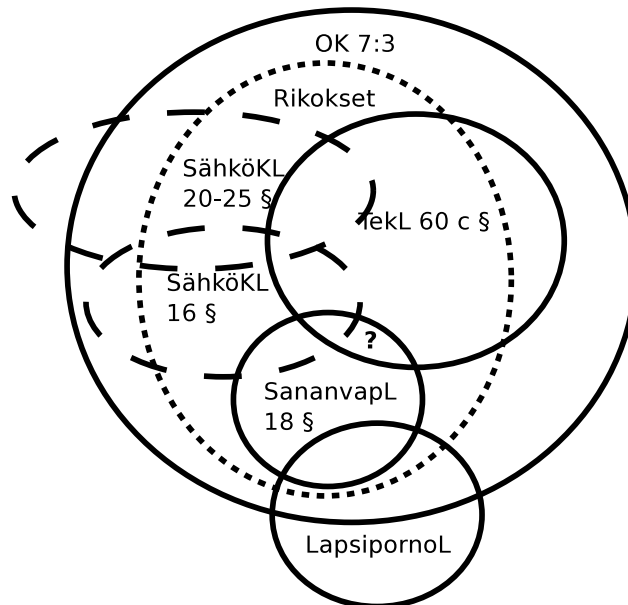 OK 7:3
Rikokset
SähköKL
20-25 §
TekL 60 c §
SähköKL
16 §
?
SananvapL
18 §
LapsipornoL